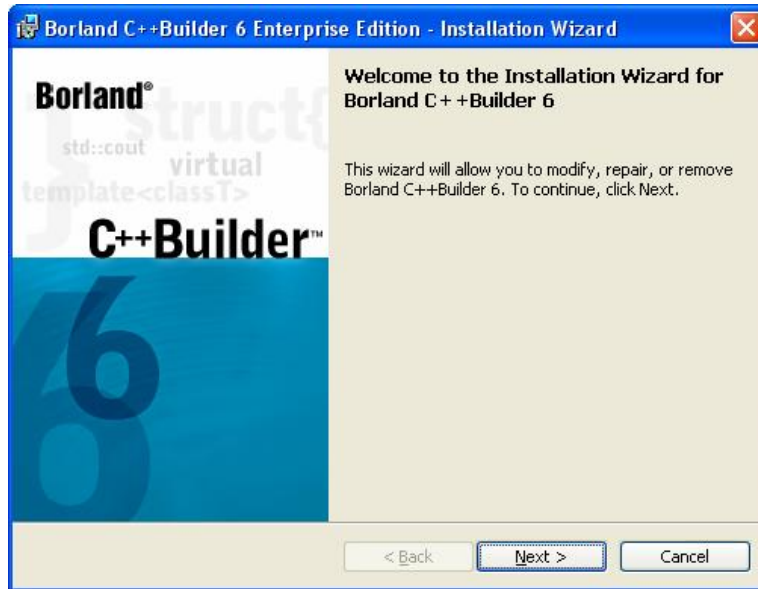 Borland C++Builder 6 Enterprise Edition - Installation Wizard
Borland®
struct{
std::cout
virtual
template<classT>
}
C++Builder™
6
6
Welcome to the Installation Wizard for
Borland C++Builder 6
This wizard will allow you to modify, repair, or remove
Borland C++Builder 6. To continue, click Next.
< Back
Next >
Cancel